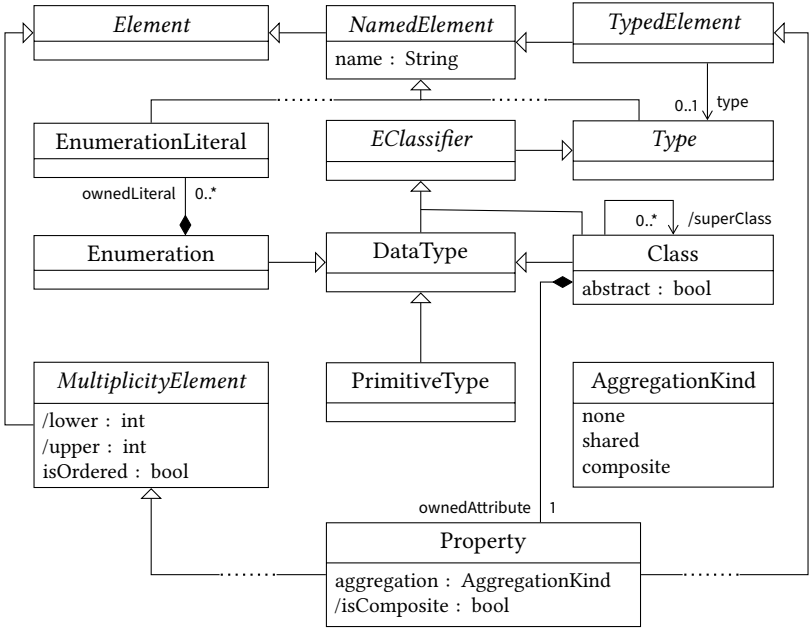 Element
NamedElement
TypedElement
name : String
0..1
type
EnumerationLiteral
EClassifier
Type
ownedLiteral
0..*
0..*
/superClass
Enumeration
DataType
Class
abstract : bool
MultiplicityElement
/lower : int
/upper : int
isOrdered : bool
PrimitiveType
AggregationKind
none
shared
composite
ownedAttribute
1
Property
aggregation : AggregationKind
/isComposite : bool